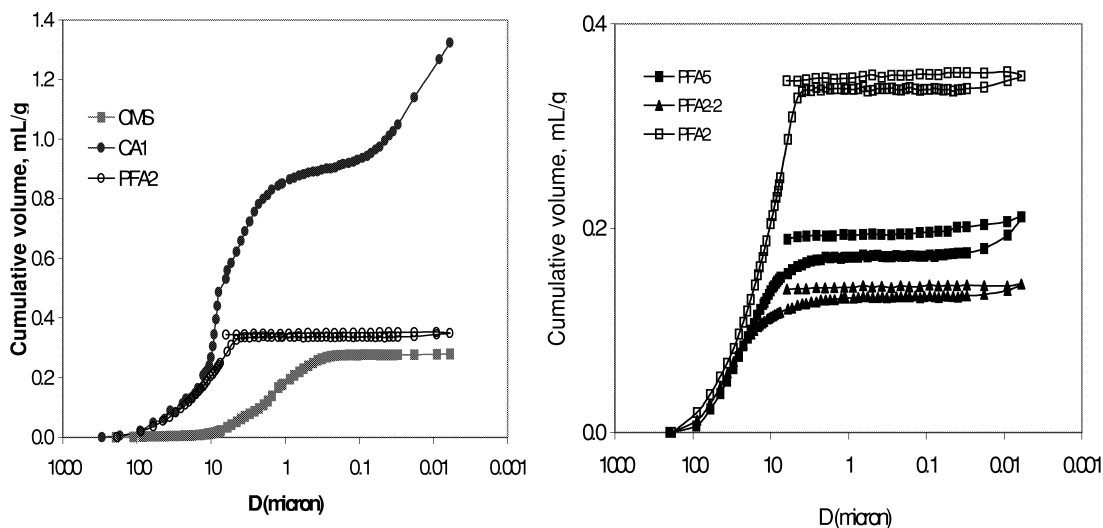 1.4
1.2
1.0
0.8
0.6
0.4
0.2
0.0
Cumulative volume, mL/g
OMS
CA1
PFA2
1000 100 10 1 0.1 0.01 0.001
D(micron)
0.4
0.2
0.0
Cumulative volume, mL/g
PFA5
PFA2-2
PFA2
1000 100 10 1 0.1 0.01 0.001
D(micron)